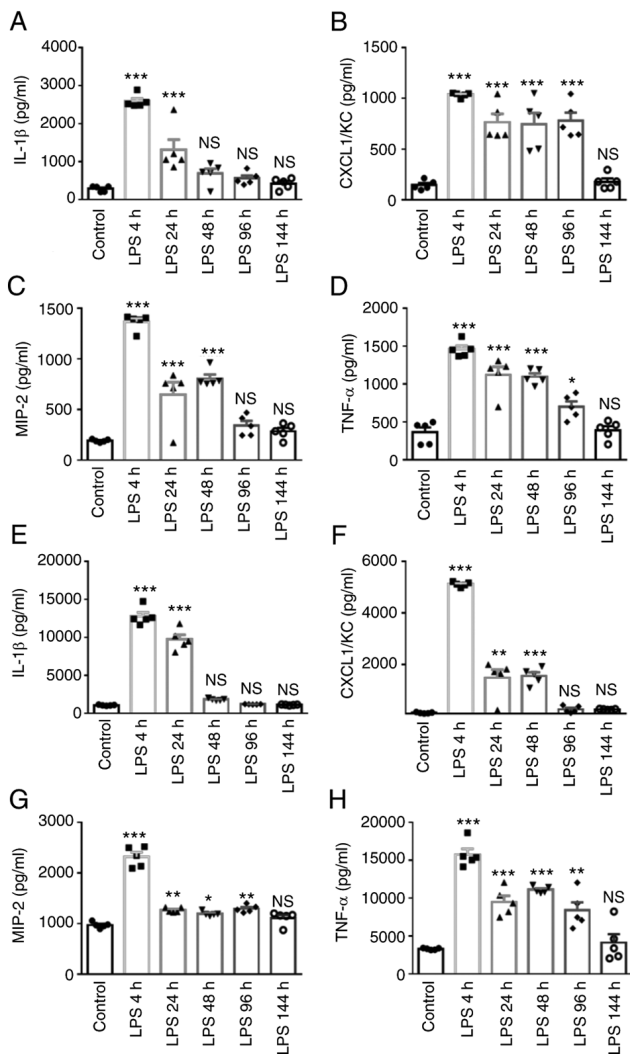 A
IL-1β (pg/ml)
4000
3000
2000
1000
0
*** *** NS NS NS
Control LPS 4 h LPS 24 h LPS 48 h LPS 96 h LPS 144 h
B
CXCL1/KC (pg/ml)
1500
1000
500
0
*** *** *** *** NS
Control LPS 4 h LPS 24 h LPS 48 h LPS 96 h LPS 144 h
C
MIP-2 (pg/ml)
1500
1000
500
0
*** *** *** NS NS
Control LPS 4 h LPS 24 h LPS 48 h LPS 96 h LPS 144 h
D
TNF-α (pg/ml)
2000
1500
1000
500
0
*** *** *** * NS
Control LPS 4 h LPS 24 h LPS 48 h LPS 96 h LPS 144 h
E
IL-1β (pg/ml)
20000
15000
10000
5000
0
*** *** NS NS NS
Control LPS 4 h LPS 24 h LPS 48 h LPS 96 h LPS 144 h
F
CXCL1/KC (pg/ml)
6000
4000
2000
*** ** *** NS NS
Control LPS 4 h LPS 24 h LPS 48 h LPS 96 h LPS 144 h
G
MIP-2 (pg/ml)
3000
2000
1000
0
*** ** * ** NS
Control LPS 4 h LPS 24 h LPS 48 h LPS 96 h LPS 144 h
H
TNF-α (pg/ml)
20000
15000
10000
5000
0
*** *** *** ** NS
Control LPS 4 h LPS 24 h LPS 48 h LPS 96 h LPS 144 h